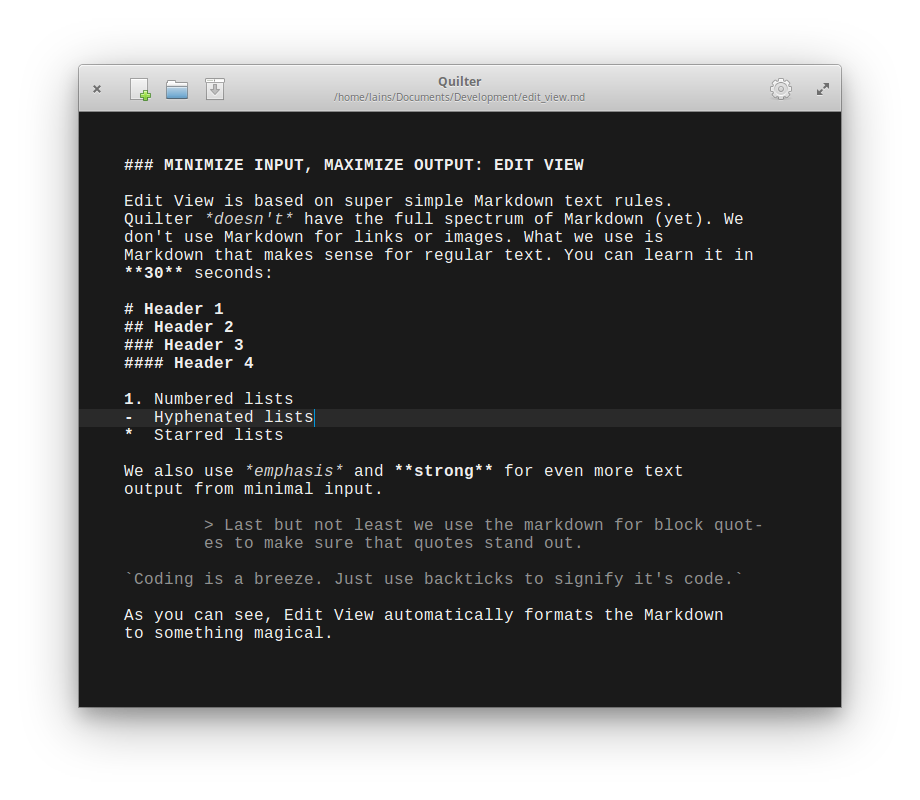 Quilter
/home/lains/Documents/Development/edit_view.md
### MINIMIZE INPUT, MAXIMIZE OUTPUT: EDIT VIEW
Edit View is based on super simple Markdown text rules.
Quilter *doesn't* have the full spectrum of Markdown (yet). We
don't use Markdown for links or images. What we use is
Markdown that makes sense for regular text. You can learn it in
**30** seconds:
# Header 1
## Header 2
### Header 3
#### Header 4
1. Numbered lists
-  Hyphenated lists
*  Starred lists
We also use *emphasis* and **strong** for even more text
output from minimal input.
> Last but not least we use the markdown for block quot-
es to make sure that quotes stand out.
`Coding is a breeze. Just use backticks to signify it's code.`
As you can see, Edit View automatically formats the Markdown
to something magical.